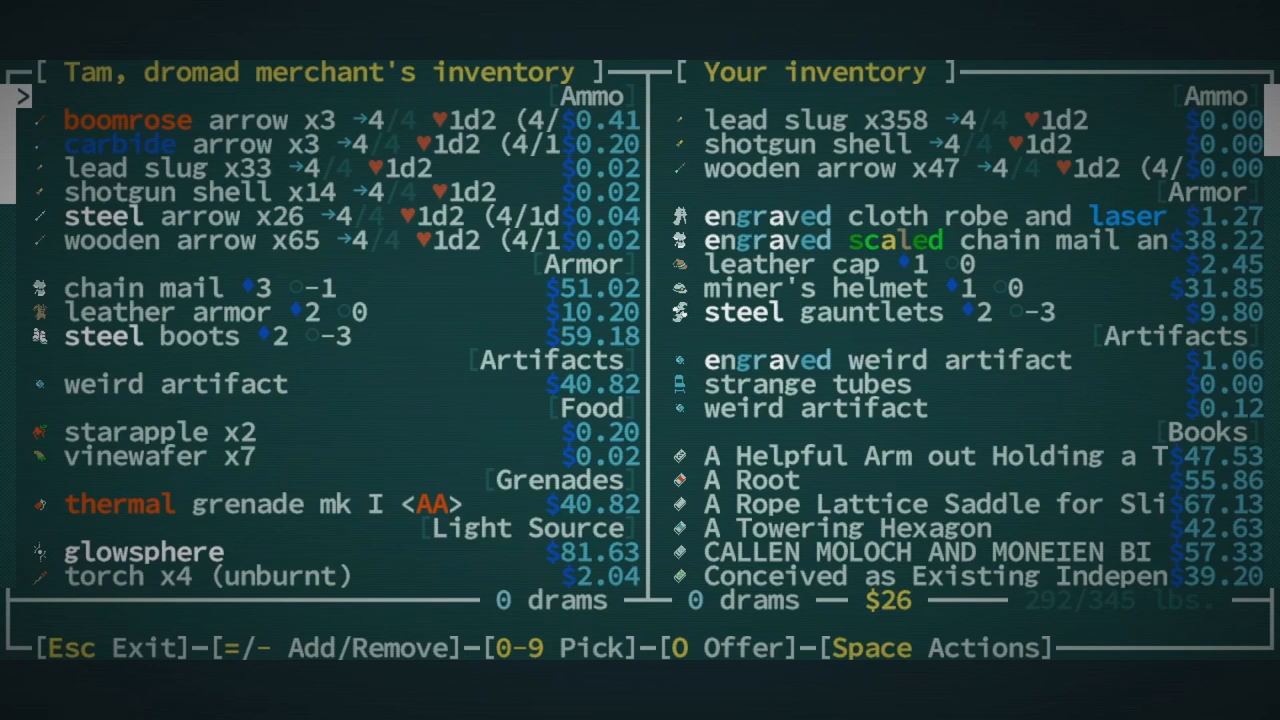 [ Tam, dromad merchant's inventory ]
>
[Ammo]
boomrose arrow x3 →4/4 ♥1d2 (4/ $0.41
carbide arrow x3 →4/4 ♥1d2 (4/1 $0.20
lead slug x33 →4/4 ♥1d2 $0.02
shotgun shell x14 →4/4 ♥1d2 $0.02
steel arrow x26 →4/4 ♥1d2 (4/1d $0.04
wooden arrow x65 →4/4 ♥1d2 (4/1 $0.02
[Armor]
chain mail ♦3 ○-1 $51.02
leather armor ♦2 ○0 $10.20
steel boots ♦2 ○-3 $59.18
[Artifacts]
weird artifact $40.82
[Food]
starapple x2 $0.20
vinewafer x7 $0.02
[Grenades]
thermal grenade mk I <AA> $40.82
[Light Source]
glowsphere $81.63
torch x4 (unburnt) $2.04
0 drams
[ Your inventory ]
[Ammo]
lead slug x358 →4/4 ♥1d2 $0.00
shotgun shell →4/4 ♥1d2 $0.00
wooden arrow x47 →4/4 ♥1d2 (4/ $0.00
[Armor]
engraved cloth robe and laser $1.27
engraved scaled chain mail an $38.22
leather cap ♦1 ○0 $2.45
miner's helmet ♦1 ○0 $31.85
steel gauntlets ♦2 ○-3 $9.80
[Artifacts]
engraved weird artifact $1.06
strange tubes $0.00
weird artifact $0.12
[Books]
A Helpful Arm out Holding a T $47.53
A Root $55.86
A Rope Lattice Saddle for Sli $67.13
A Towering Hexagon $42.63
CALLEN MOLOCH AND MONEIEN BI $57.33
Conceived as Existing Indepen $39.20
0 drams — $26 — 292/345 lbs.
[Esc Exit]-[=/- Add/Remove]-[0-9 Pick]-[O Offer]-[Space Actions]